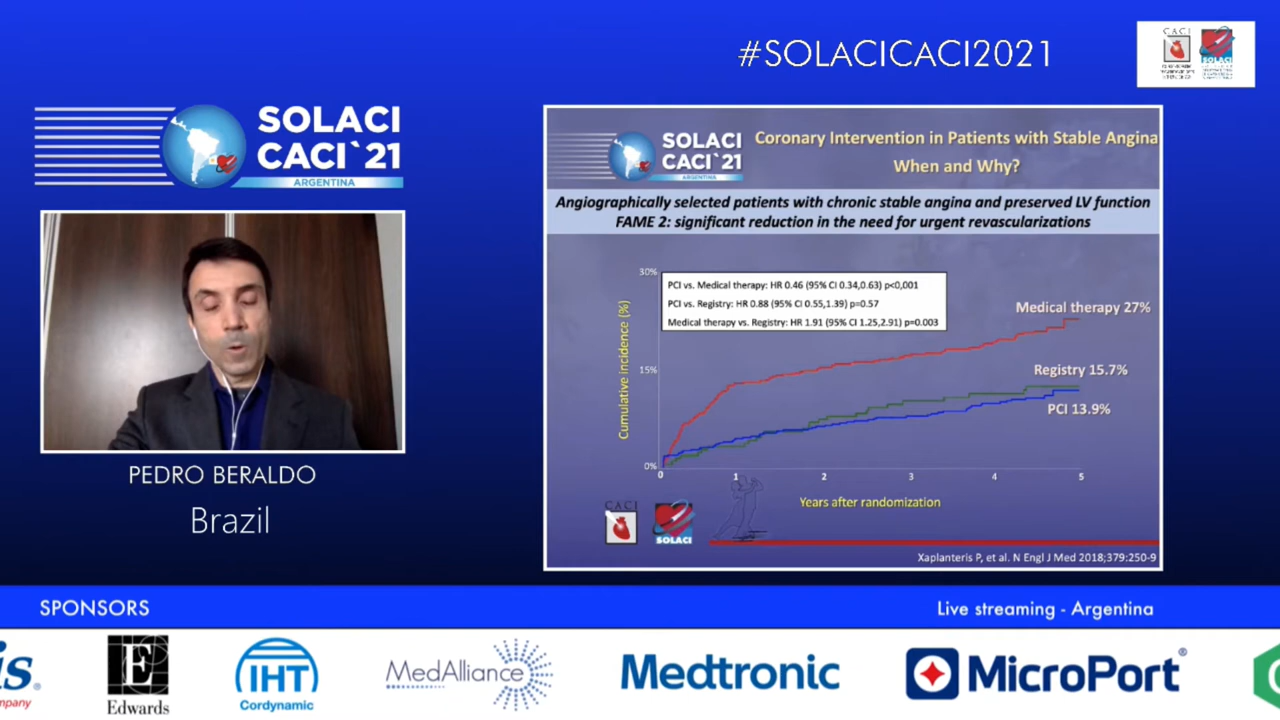 #SOLACICACI2021
CACI
SOLACI
SOLACI
CACI`21
ARGENTINA
PEDRO BERALDO
Brazil
SOLACI
CACI`21
ARGENTINA
Coronary Intervention in Patients with Stable Angina
When and Why?
Angiographically selected patients with chronic stable angina and preserved LV function
FAME 2: significant reduction in the need for urgent revascularizations
30%
15%
0%
Cumulative incidence (%)
PCI vs. Medical therapy: HR 0.46 (95% CI 0.34,0.63) p<0,001
PCI vs. Registry: HR 0.88 (95% CI 0.55,1.39) p=0.57
Medical therapy vs. Registry: HR 1.91 (95% CI 1.25,2.91) p=0.003
Medical therapy 27%
Registry 15.7%
PCI 13.9%
0 1 2 3 4 5
Years after randomization
CACI
SOLACI
Xaplanteris P, et al. N Engl J Med 2018;379:250-9
SPONSORS
Live streaming - Argentina
is®
mpany
E
Edwards
IHT
Cordynamic
MedAlliance
Medtronic
MicroPort®